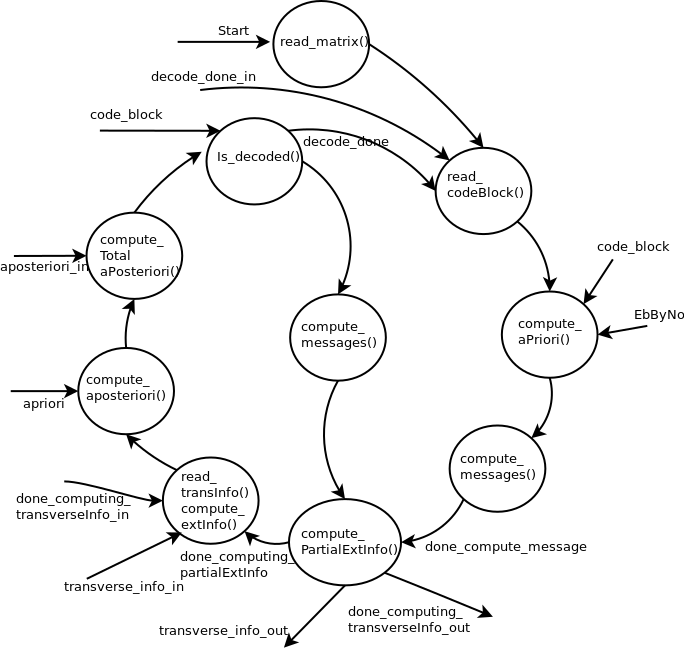 Start
read_matrix()
decode_done_in
code_block
decode_done
Is_decoded()
read_
codeBlock()
compute_
Total
aPosteriori()
aposteriori_in
code_block
EbByNo
compute_
aPriori()
compute_
messages()
compute_
aposteriori()
apriori
compute_
messages()
read_
transInfo()
compute_
extInfo()
done_computing_
transverseInfo_in
compute_
PartialExtInfo()
done_compute_message
done_computing_
partialExtInfo
transverse_info_in
transverse_info_out
done_computing_
transverseInfo_out